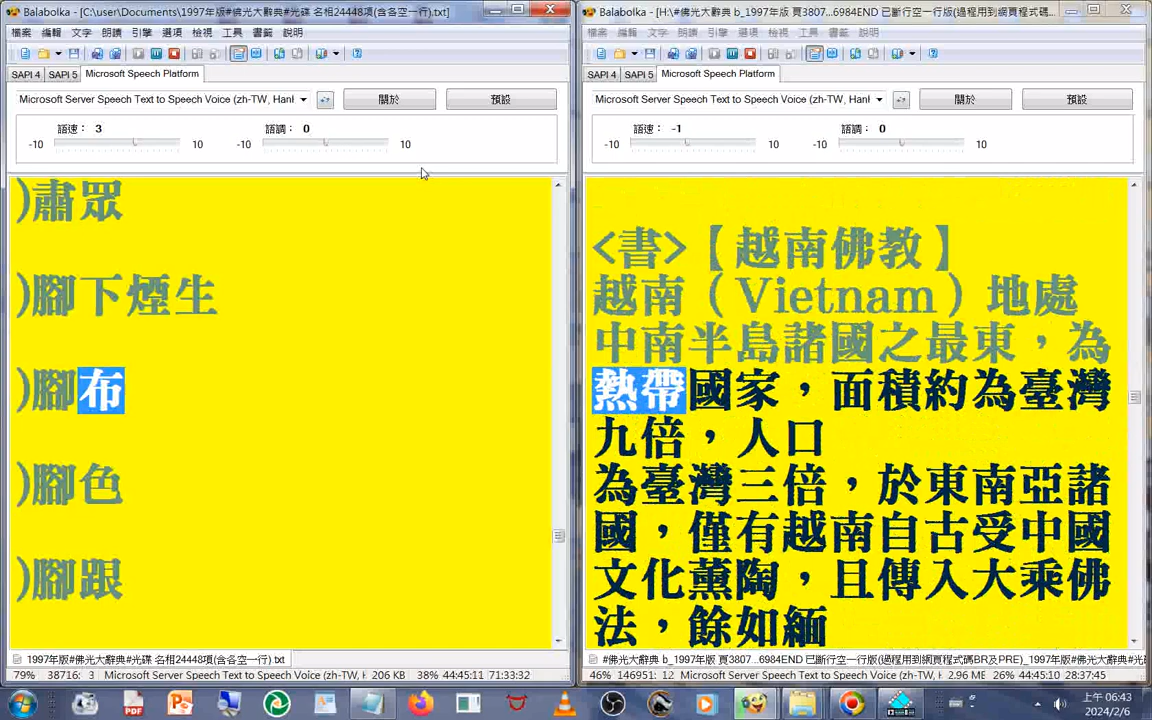 Balabolka - [C:\user\Documents\1997年版#佛光大辭典#光碟 名相24448項(含各空一行).txt]
檔案 編輯 文字 朗讀 引擎 選項 檢視 工具 書籤 說明
SAPI 4 SAPI 5 Microsoft Speech Platform
Microsoft Server Speech Text to Speech Voice (zh-TW, Hanl
關於
預設
語速： 3
語調： 0
-10 10 -10 10
)肅眾
)腳下煙生
)腳布
)腳色
)腳跟
1997年版#佛光大辭典#光碟 名相24448項(含各空一行).txt
79% 38716: 3 Microsoft Server Speech Text to Speech Voice (zh-TW, H 206 KB 38% 44:45:11 71:33:32
Balabolka - [H:\#佛光大辭典 b_1997年版 頁3807...6984END 已斷行空一行版(過程用到網頁程式碼...
檔案 編輯 文字 朗讀 引擎 選項 檢視 工具 書籤 說明
SAPI 4 SAPI 5 Microsoft Speech Platform
Microsoft Server Speech Text to Speech Voice (zh-TW, Hanl
關於
預設
語速： -1
語調： 0
-10 10 -10 10
<書>【越南佛教】
越南（Vietnam）地處
中南半島諸國之最東，為
熱帶國家，面積約為臺灣
九倍，人口
為臺灣三倍，於東南亞諸
國，僅有越南自古受中國
文化薰陶，且傳入大乘佛
法，餘如緬
#佛光大辭典 b_1997年版 頁3807...6984END 已斷行空一行版(過程用到網頁程式碼BR及PRE)_1997年版#光
46% 146951: 12 Microsoft Server Speech Text to Speech Voice (zh-TW, H 2.96 ME 26% 44:45:10 28:37:45
上午 06:43
2024/2/6